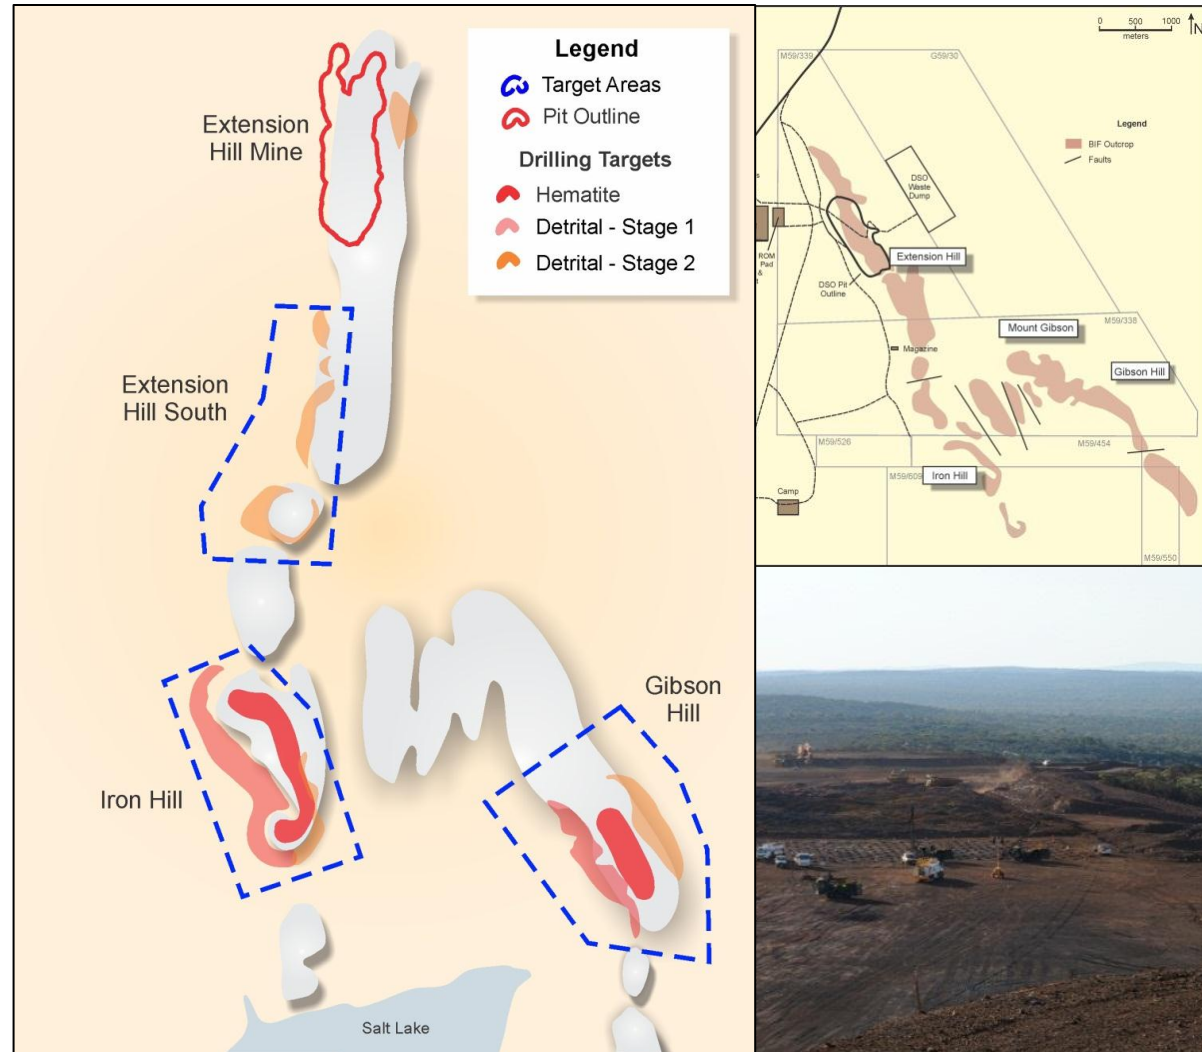 Legend
Target Areas
Pit Outline
Drilling Targets
Hematite
Detrital - Stage 1
Detrital - Stage 2
Extension
Hill Mine
Extension
Hill South
Gibson
Hill
Iron Hill
Salt Lake
0 500 1000
meters
N
M59/339
G59/30
Legend
BIF Outcrop
Faults
DSO
Waste
Dump
ROM
Pad
&
Extension Hill
DSO Pit
Outline
Mount Gibson
M59/338
Magazine
Gibson Hill
M59/526
M59/454
M59/609
Iron Hill
Camp
M59/550